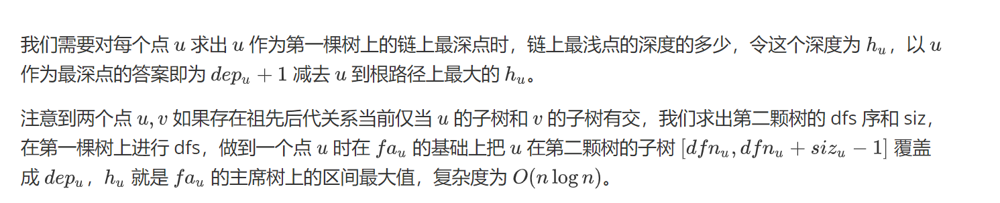 我们需要对每个点 u 求出 u 作为第一棵树上的链上最深点时，链上最浅点的深度的多少，令这个深度为 h_u，以 u
作为最深点的答案即为 dep_u + 1 减去 u 到根路径上最大的 h_u。
注意到两个点 u, v 如果存在祖先后代关系当前仅当 u 的子树和 v 的子树有交，我们求出第二颗树的 dfs 序和 siz，
在第一棵树上进行 dfs，做到一个点 u 时在 fa_u 的基础上把 u 在第二颗树的子树 [dfn_u, dfn_u + siz_u − 1] 覆盖
成 dep_u，h_u 就是 fa_u 的主席树上的区间最大值，复杂度为 O(n log n)。